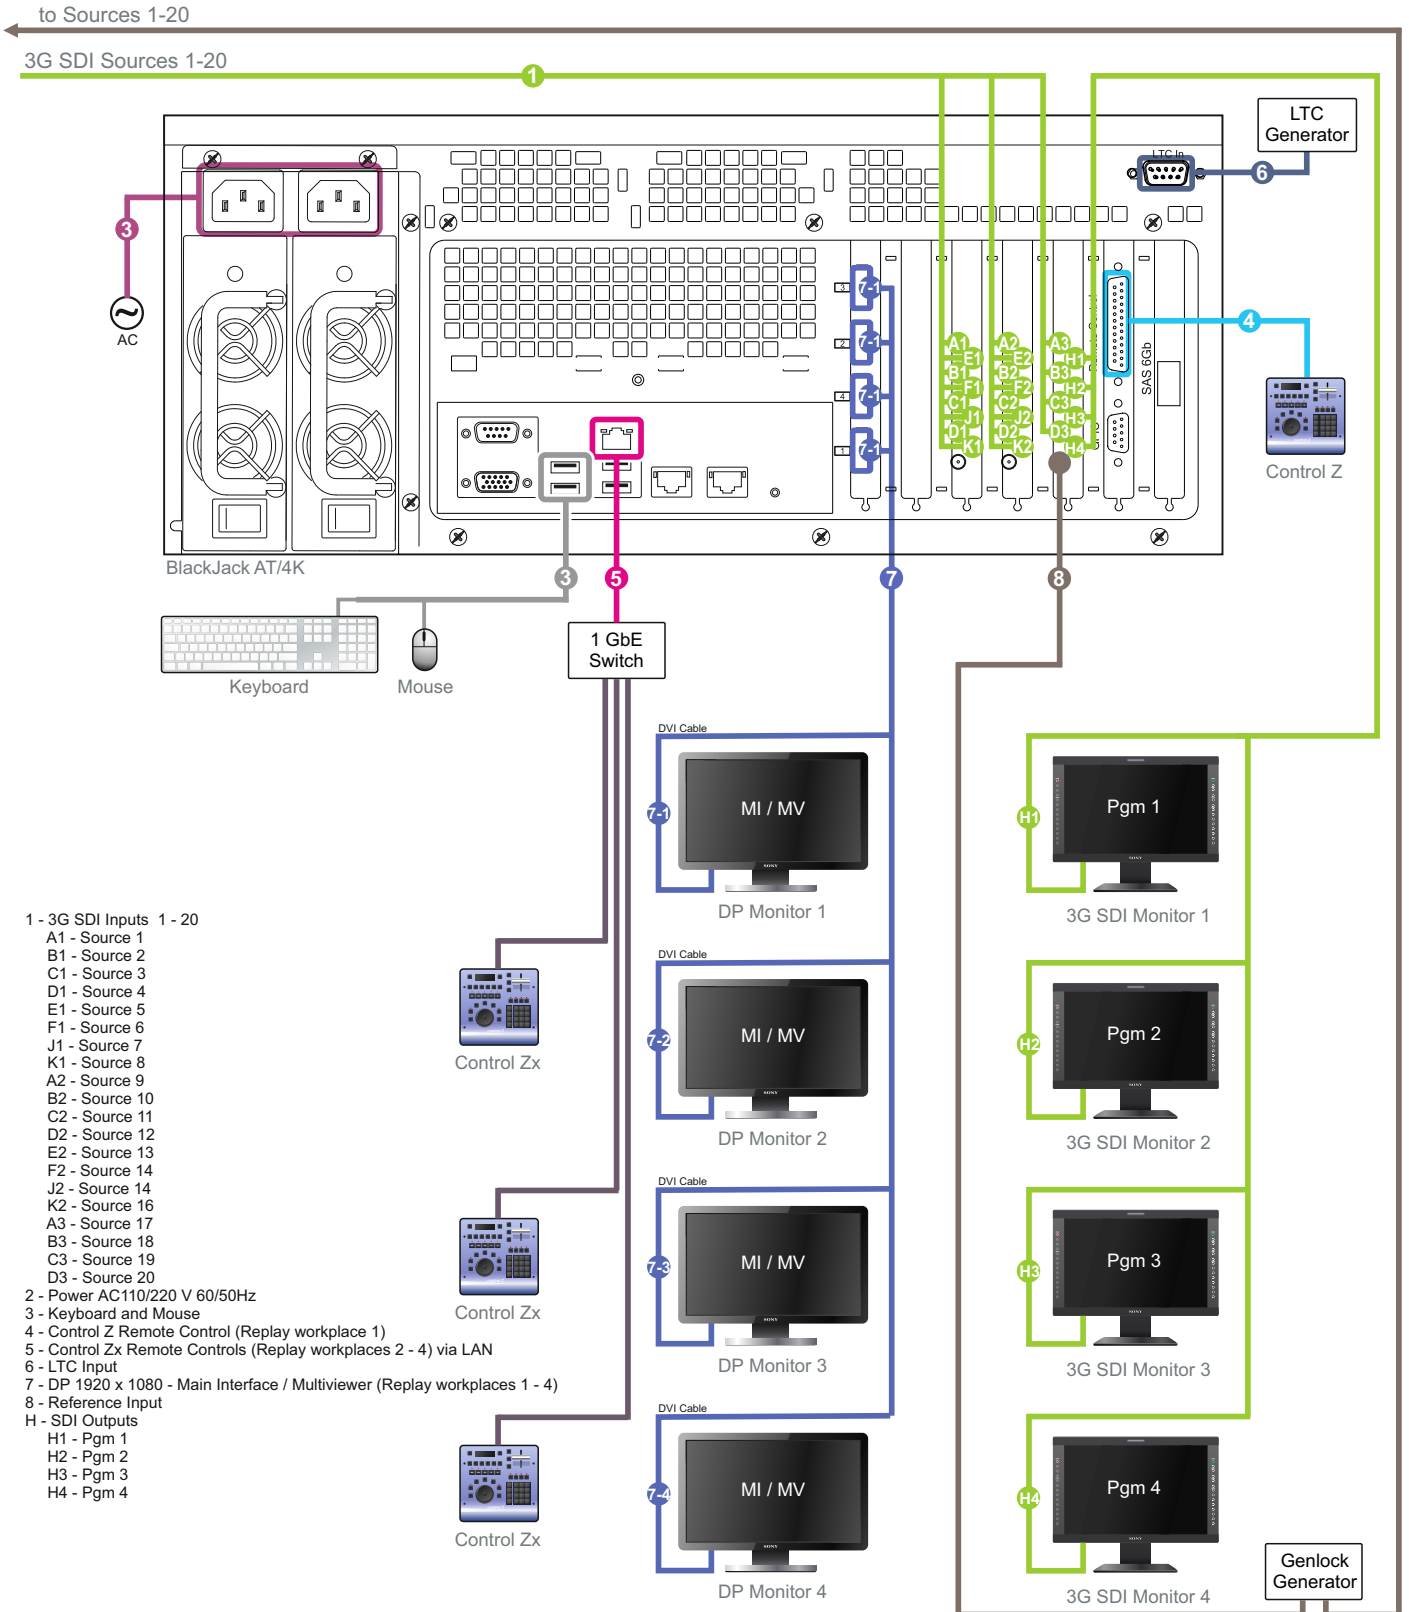 to Sources 1-20
3G SDI Sources 1-20
1
LTC
Generator
LTC In
6
3
AC
3
2
4
1
7-1
7-1
7-1
7-1
A1
E1
B1
F1
C1
J1
D1
K1
A2
E2
B2
F2
C2
J2
D2
K2
A3
H1
B3
H2
C3
H3
D3
H4
SAS 6Gb
4
Control Z
BlackJack AT/4K
3
5
7
8
Keyboard
Mouse
1 GbE
Switch
DVI Cable
7-1
MI / MV
SONY
DP Monitor 1
H1
Pgm 1
SONY
3G SDI Monitor 1
1 - 3G SDI Inputs 1 - 20
A1 - Source 1
B1 - Source 2
C1 - Source 3
D1 - Source 4
E1 - Source 5
F1 - Source 6
J1 - Source 7
K1 - Source 8
A2 - Source 9
B2 - Source 10
C2 - Source 11
D2 - Source 12
E2 - Source 13
F2 - Source 14
J2 - Source 14
K2 - Source 16
A3 - Source 17
B3 - Source 18
C3 - Source 19
D3 - Source 20
2 - Power AC110/220 V 60/50Hz
3 - Keyboard and Mouse
4 - Control Z Remote Control (Replay workplace 1)
5 - Control Zx Remote Controls (Replay workplaces 2 - 4) via LAN
6 - LTC Input
7 - DP 1920 x 1080 - Main Interface / Multiviewer (Replay workplaces 1 - 4)
8 - Reference Input
H - SDI Outputs
H1 - Pgm 1
H2 - Pgm 2
H3 - Pgm 3
H4 - Pgm 4
Control Zx
Control Zx
Control Zx
DVI Cable
7-2
MI / MV
SONY
DP Monitor 2
H2
Pgm 2
SONY
3G SDI Monitor 2
DVI Cable
7-3
MI / MV
SONY
DP Monitor 3
H3
Pgm 3
SONY
3G SDI Monitor 3
DVI Cable
7-4
MI / MV
SONY
DP Monitor 4
H4
Pgm 4
SONY
3G SDI Monitor 4
Genlock
Generator